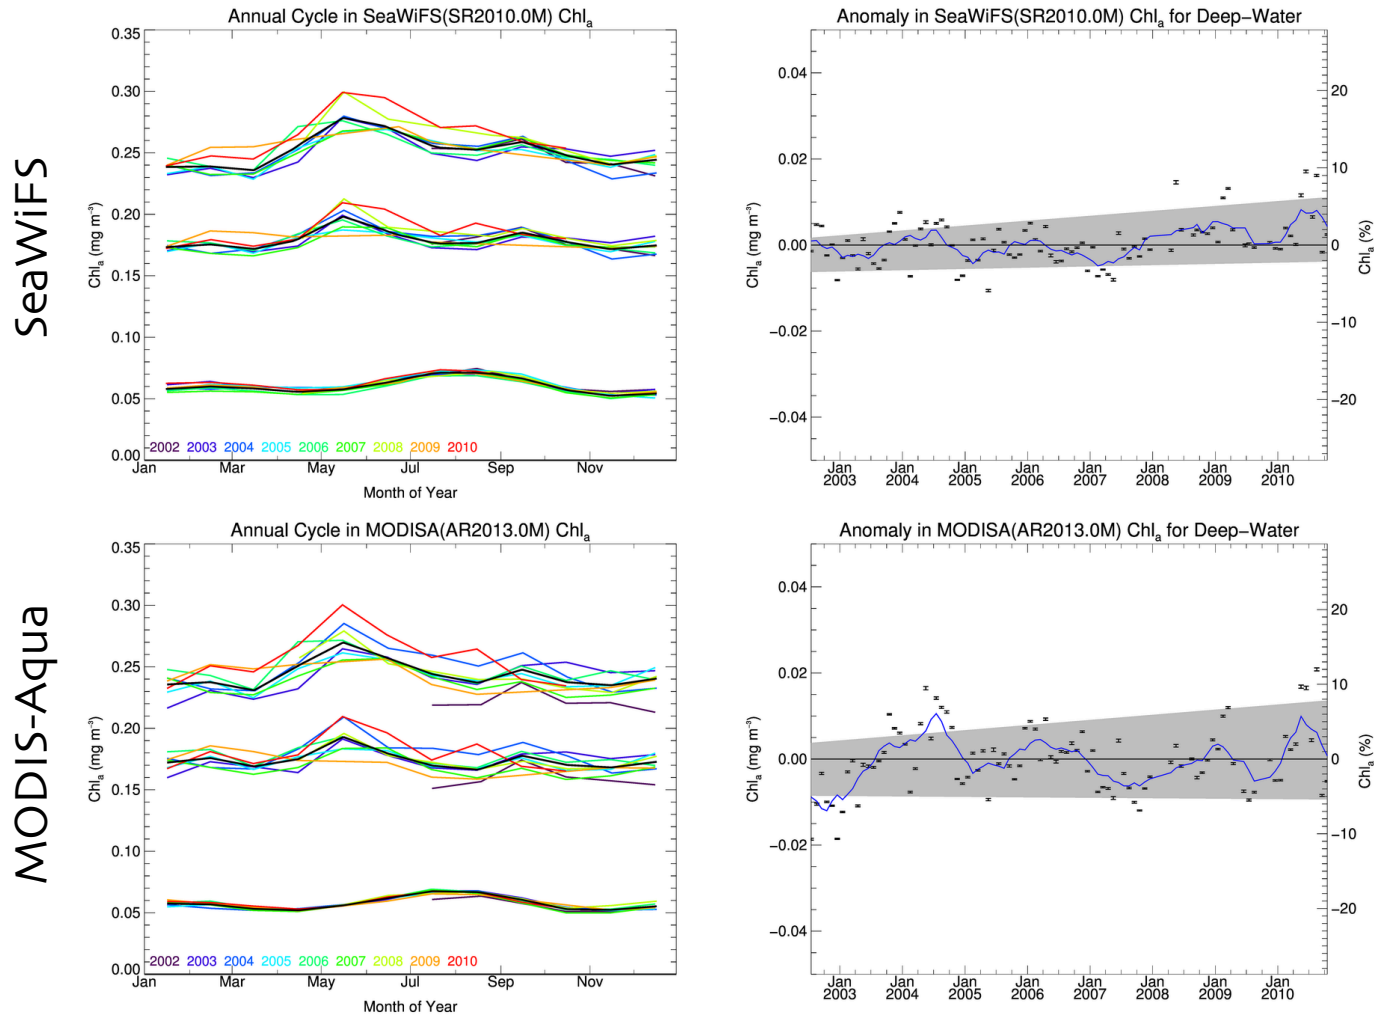 SeaWiFS
Annual Cycle in SeaWiFS(SR2010.0M) Chlₐ
Chlₐ (mg m⁻³)
0.35
0.30
0.25
0.20
0.15
0.10
0.05
0.00
2002 2003 2004 2005 2006 2007 2008 2009 2010
Jan Mar May Jul Sep Nov
Month of Year
Anomaly in SeaWiFS(SR2010.0M) Chlₐ for Deep-Water
Chlₐ (mg m⁻³)
0.04
0.02
0.00
−0.02
−0.04
20
10
0
−10
−20
Chlₐ (%)
Jan Jan Jan Jan Jan Jan Jan Jan
2003 2004 2005 2006 2007 2008 2009 2010
MODIS-Aqua
Annual Cycle in MODISA(AR2013.0M) Chlₐ
Chlₐ (mg m⁻³)
0.35
0.30
0.25
0.20
0.15
0.10
0.05
0.00
2002 2003 2004 2005 2006 2007 2008 2009 2010
Jan Mar May Jul Sep Nov
Month of Year
Anomaly in MODISA(AR2013.0M) Chlₐ for Deep-Water
Chlₐ (mg m⁻³)
0.04
0.02
0.00
−0.02
−0.04
20
10
0
−10
−20
Chlₐ (%)
Jan Jan Jan Jan Jan Jan Jan Jan
2003 2004 2005 2006 2007 2008 2009 2010